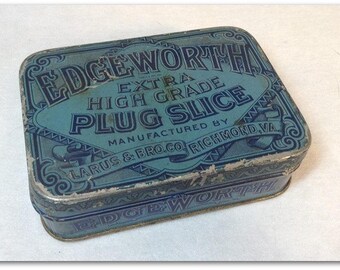 EDGEWORTH
EXTRA
HIGH GRADE
PLUG SLICE
MANUFACTURED BY
LARUS & BRO. CO. RICHMOND, VA.
EDGEWORTH